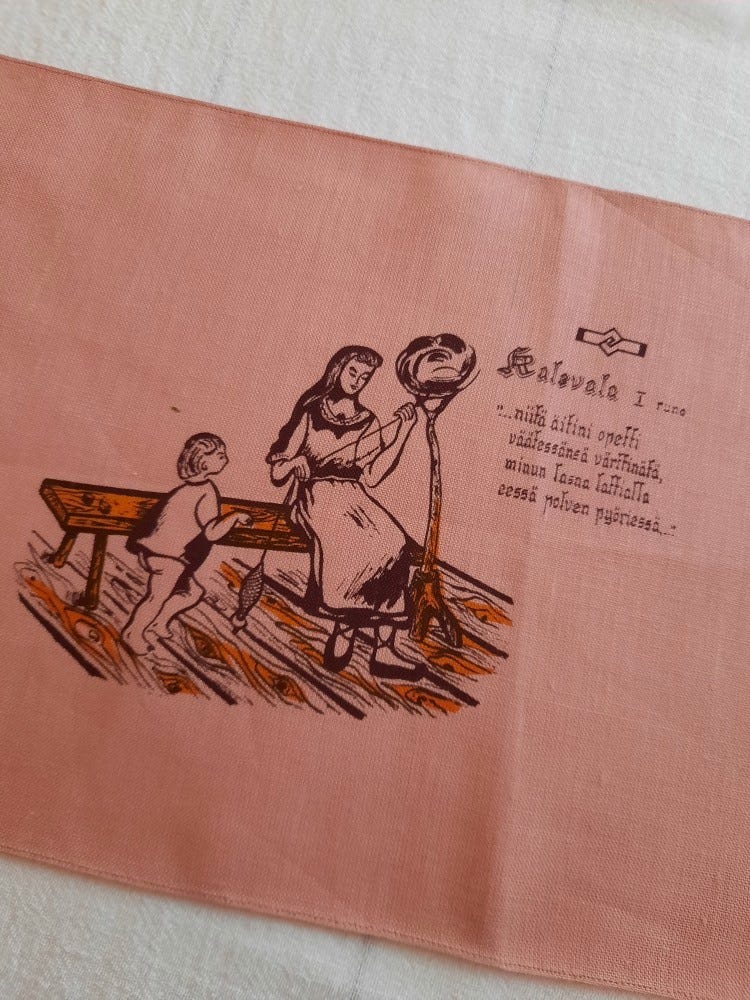 Kalevala I runo
"...niitä äitini opetti
väätessänsä värttinätä,
minun lasna lattialla
eessä polven pyöriessä,.."